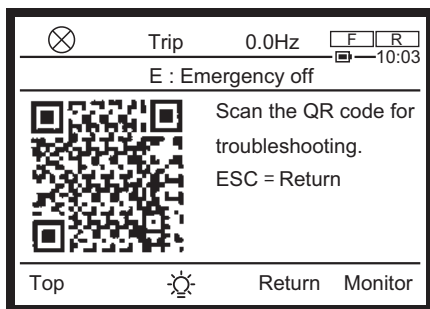 Trip 0.0Hz F R
10:03
E : Emergency off
Scan the QR code for
troubleshooting.
ESC = Return
Top Return Monitor